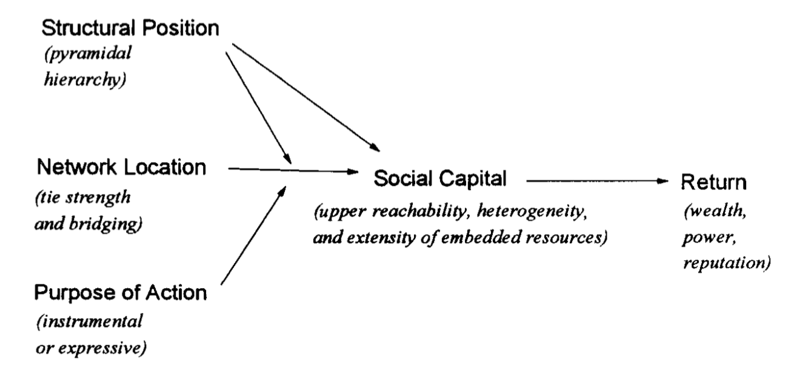 Structural Position
(pyramidal
hierarchy)
Network Location
(tie strength
and bridging)
Purpose of Action
(instrumental
or expressive)
Social Capital
(upper reachability, heterogeneity,
and extensity of embedded resources)
Return
(wealth,
power,
reputation)